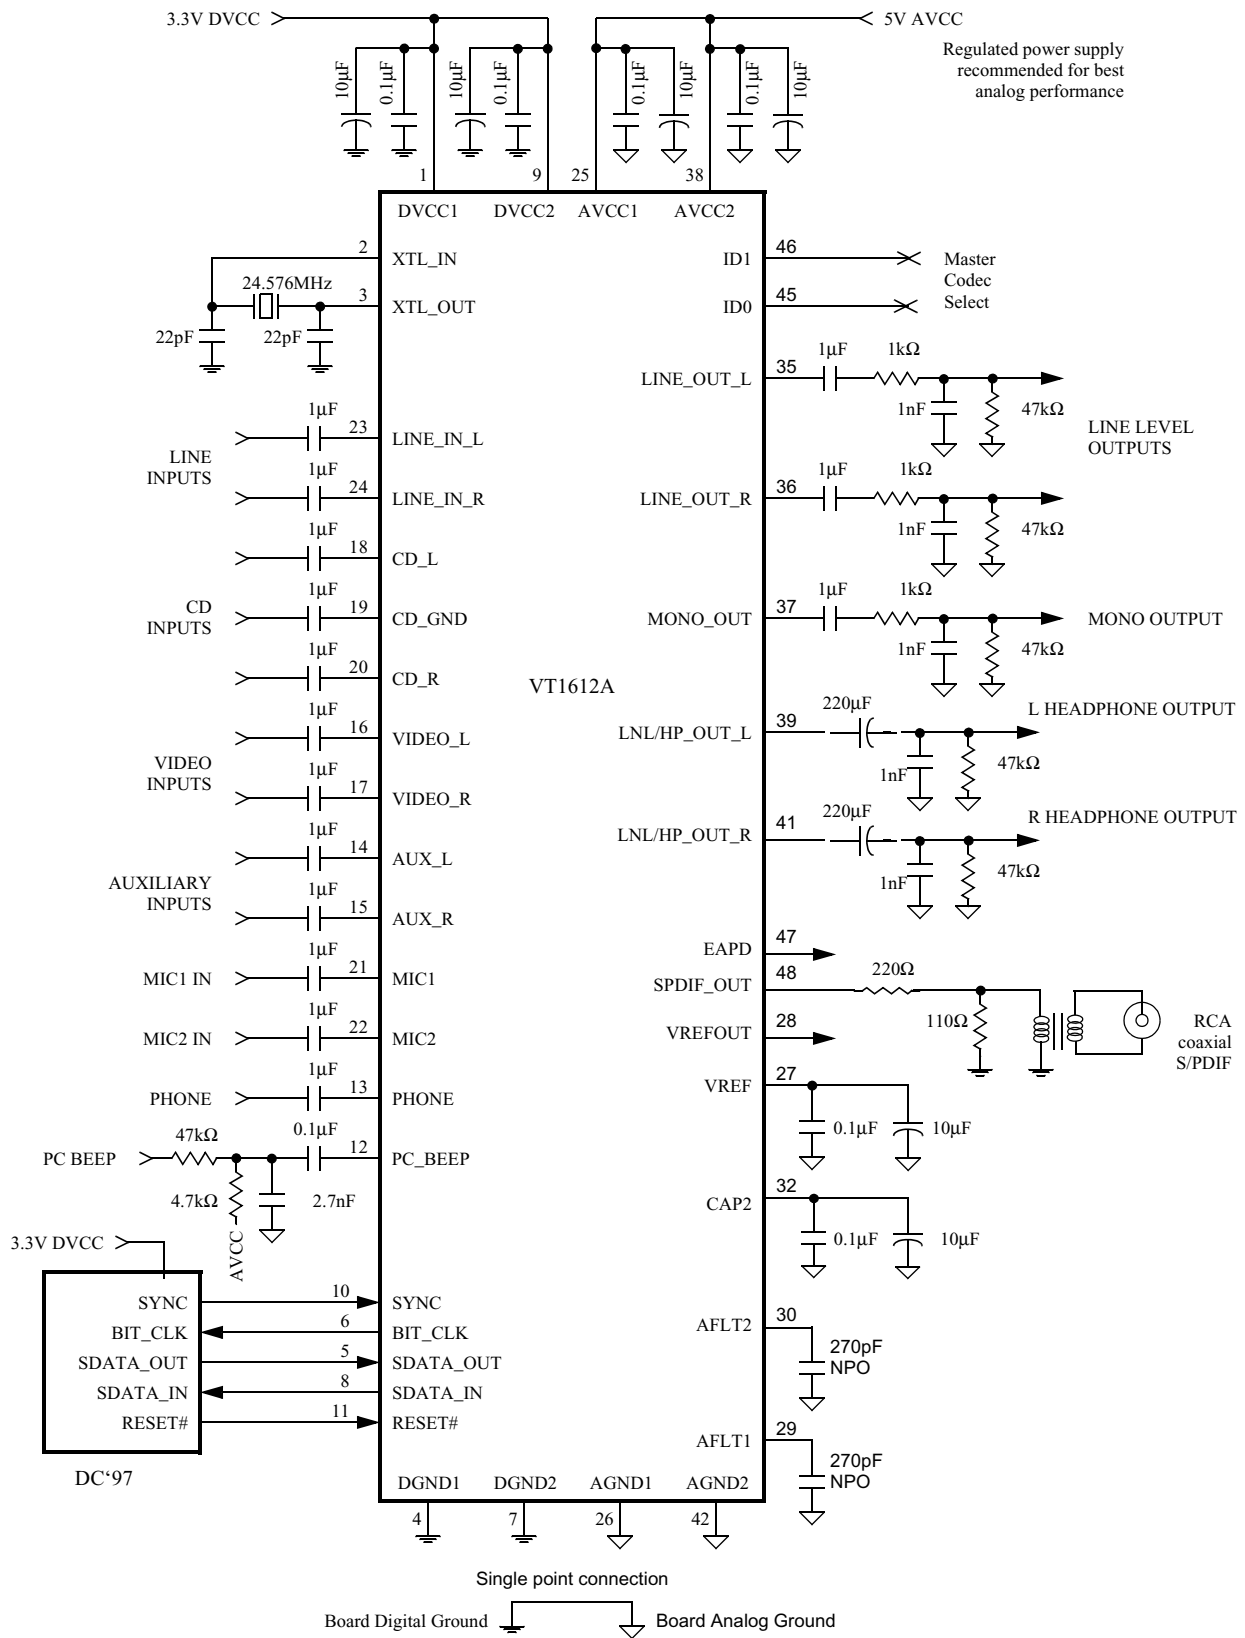 3.3V DVCC
5V AVCC
Regulated power supply
recommended for best
analog performance
10µF
0.1µF
10µF
0.1µF
0.1µF
10µF
0.1µF
10µF
1
9
25
38
DVCC1
DVCC2
AVCC1
AVCC2
2
XTL_IN
24.576MHz
3
XTL_OUT
22pF
22pF
46
ID1
45
ID0
Master
Codec
Select
1µF
1kΩ
35
LINE_OUT_L
1nF
47kΩ
LINE LEVEL
OUTPUTS
1µF
23
LINE_IN_L
LINE
INPUTS
1µF
24
LINE_IN_R
1µF
1kΩ
36
LINE_OUT_R
1nF
47kΩ
1µF
18
CD_L
CD
INPUTS
1µF
19
CD_GND
1µF
20
CD_R
1µF
1kΩ
37
MONO_OUT
MONO OUTPUT
1nF
47kΩ
VT1612A
1µF
16
VIDEO_L
VIDEO
INPUTS
1µF
17
VIDEO_R
220µF
39
LNL/HP_OUT_L
L HEADPHONE OUTPUT
1nF
47kΩ
220µF
41
LNL/HP_OUT_R
R HEADPHONE OUTPUT
1nF
47kΩ
1µF
14
AUX_L
AUXILIARY
INPUTS
1µF
15
AUX_R
47
EAPD
1µF
MIC1 IN
21
MIC1
48
SPDIF_OUT
220Ω
110Ω
RCA
coaxial
S/PDIF
1µF
MIC2 IN
22
MIC2
28
VREFOUT
1µF
PHONE
13
PHONE
27
VREF
0.1µF
10µF
PC BEEP
47kΩ
0.1µF
12
PC_BEEP
4.7kΩ
2.7nF
AVCC
32
CAP2
0.1µF
10µF
3.3V DVCC
SYNC
10
SYNC
BIT_CLK
6
BIT_CLK
SDATA_OUT
5
SDATA_OUT
SDATA_IN
8
SDATA_IN
RESET#
11
RESET#
DC‘97
30
AFLT2
270pF
NPO
29
AFLT1
270pF
NPO
DGND1
DGND2
AGND1
AGND2
4
7
26
42
Single point connection
Board Digital Ground
Board Analog Ground